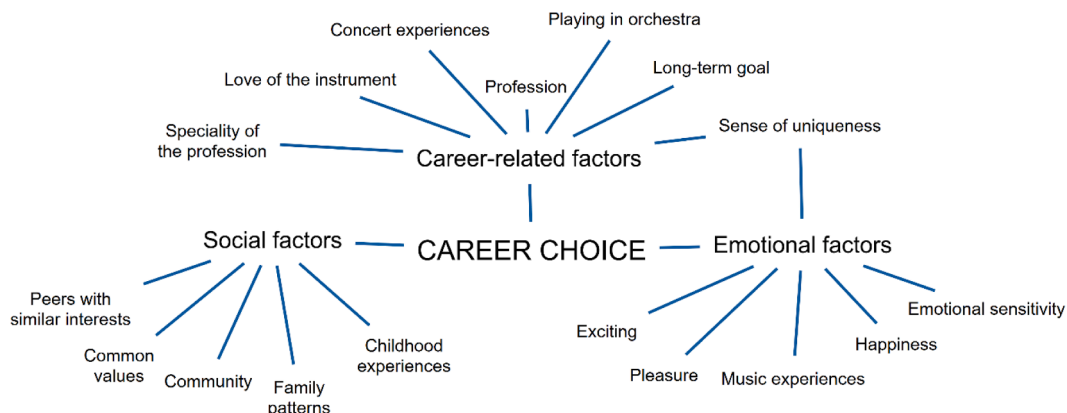 Playing in orchestra
Concert experiences
Long-term goal
Love of the instrument
Profession
Sense of uniqueness
Speciality of
the profession
Career-related factors
Social factors
CAREER CHOICE
Emotional factors
Peers with
similar interests
Common
values
Community
Family
patterns
Childhood
experiences
Exciting
Pleasure
Music experiences
Happiness
Emotional sensitivity